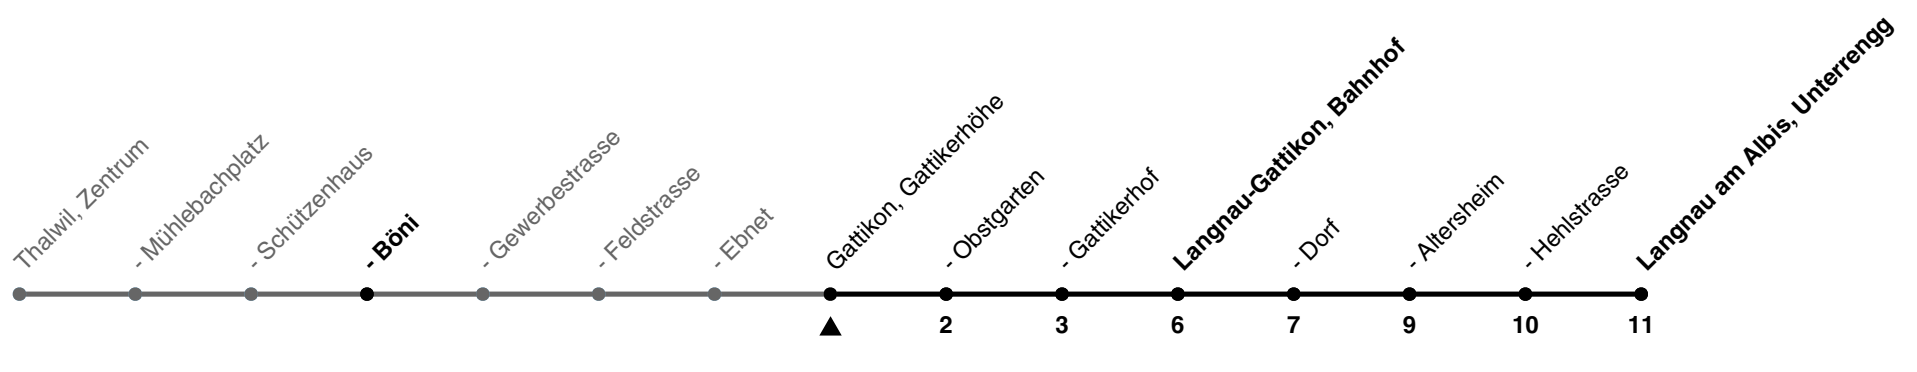 Thalwil, Zentrum
- Mühlebachplatz
- Schützenhaus
- Böni
- Gewerbestrasse
- Feldstrasse
- Ebnet
Gattikon, Gattikerhöhe
- Obstgarten
- Gattikerhof
Langnau-Gattikon, Bahnhof
- Dorf
- Altersheim
- Hehlstrasse
Langnau am Albis, Unterrengg
2
3
6
7
9
10
11